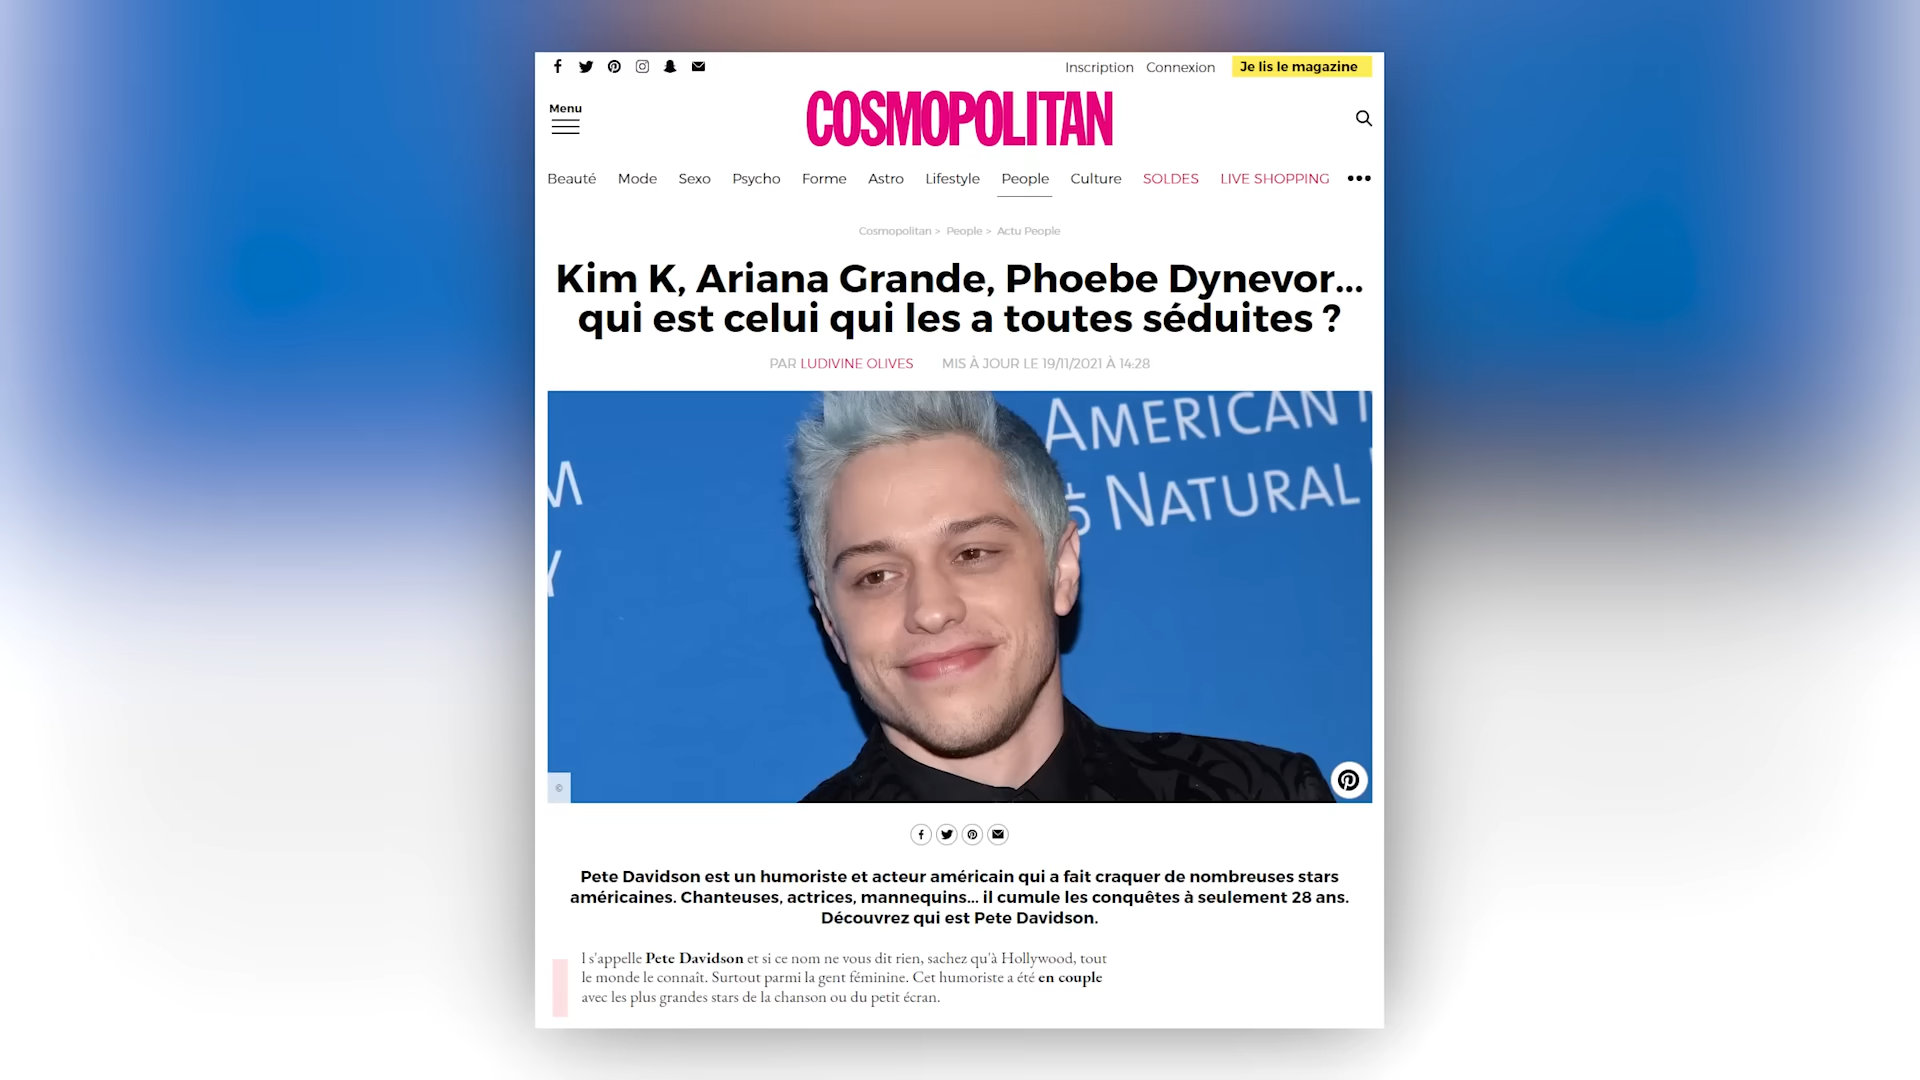 Inscription Connexion Je lis le magazine
Menu
COSMOPOLITAN
Beauté Mode Sexo Psycho Forme Astro Lifestyle People Culture SOLDES LIVE SHOPPING
Cosmopolitan > People > Actu People
Kim K, Ariana Grande, Phoebe Dynevor...
qui est celui qui les a toutes séduites ?
PAR LUDIVINE OLIVES MIS À JOUR LE 19/11/2021 À 14:28
AMERICAN
M
NATURAL
Y
©
Pete Davidson est un humoriste et acteur américain qui a fait craquer de nombreuses stars
américaines. Chanteuses, actrices, mannequins... il cumule les conquêtes à seulement 28 ans.
Découvrez qui est Pete Davidson.
I l s'appelle Pete Davidson et si ce nom ne vous dit rien, sachez qu'à Hollywood, tout
le monde le connaît. Surtout parmi la gent féminine. Cet humoriste a été en couple
avec les plus grandes stars de la chanson ou du petit écran.